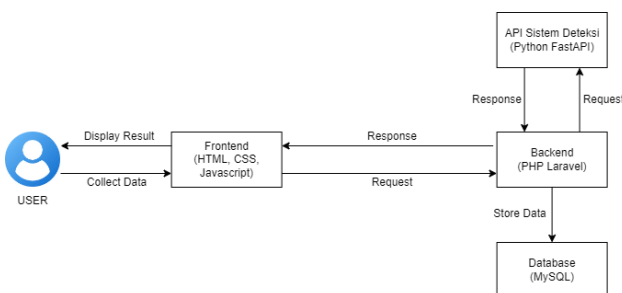 API Sistem Deteksi
(Python FastAPI)
Response
Request
Display Result
Frontend
(HTML, CSS,
Javascript)
Response
Backend
(PHP Laravel)
Collect Data
Request
USER
Store Data
Database
(MySQL)